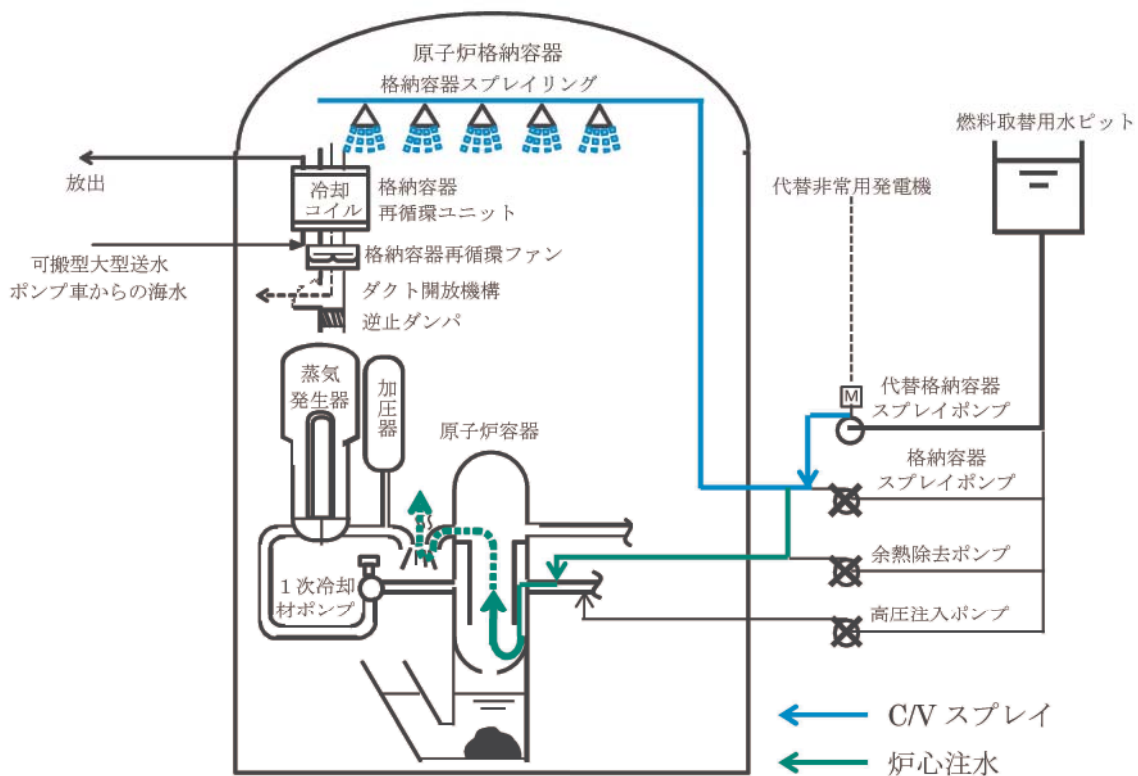 原子炉格納容器
格納容器スプレイリング
燃料取替用水ピット
放出
冷却
コイル
格納容器
再循環ユニット
代替非常用発電機
格納容器再循環ファン
可搬型大型送水
ポンプ車からの海水
ダクト開放機構
逆止ダンパ
蒸気
発生器
加圧器
原子炉容器
M
代替格納容器
スプレイポンプ
格納容器
スプレイポンプ
余熱除去ポンプ
1次冷却
材ポンプ
高圧注入ポンプ
C/V スプレイ
炉心注水